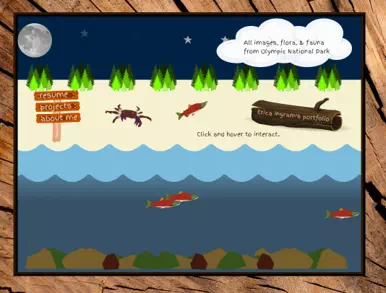 All images, flora, & fauna
from Olympic National Park
resume
projects
about me
Erica Ingram's portfolio
Click and hover to interact.